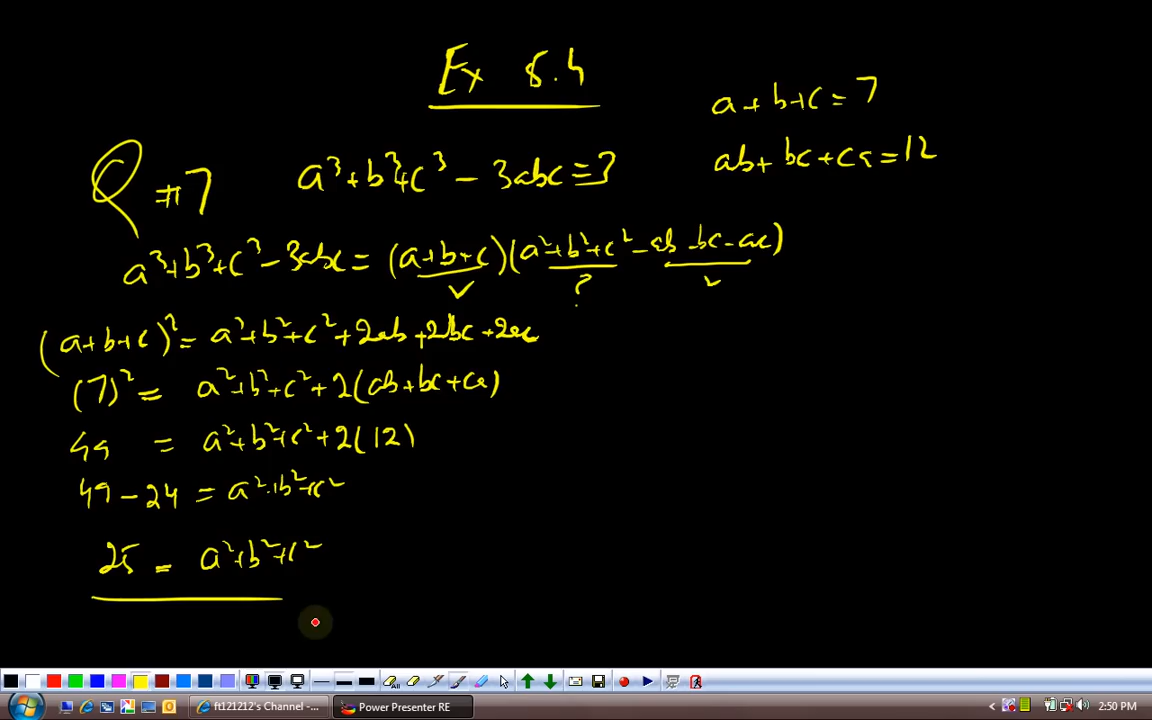 Ex 8.4
a+b+c=7
ab+bc+ca=12
Q #7 a³+b³+c³-3abc=?
a³+b³+c³-3abc=(a+b+c)(a²+b²+c²-ab-bc-ac)
✓ ? ✓
(a+b+c)²=a²+b²+c²+2ab+2bc+2ac
(7)²=a²+b²+c²+2(ab+bc+ca)
49=a²+b²+c²+2(12)
49-24=a²+b²+c²
25=a²+b²+c²
ft121212's Channel -...
Power Presenter RE
2:50 PM